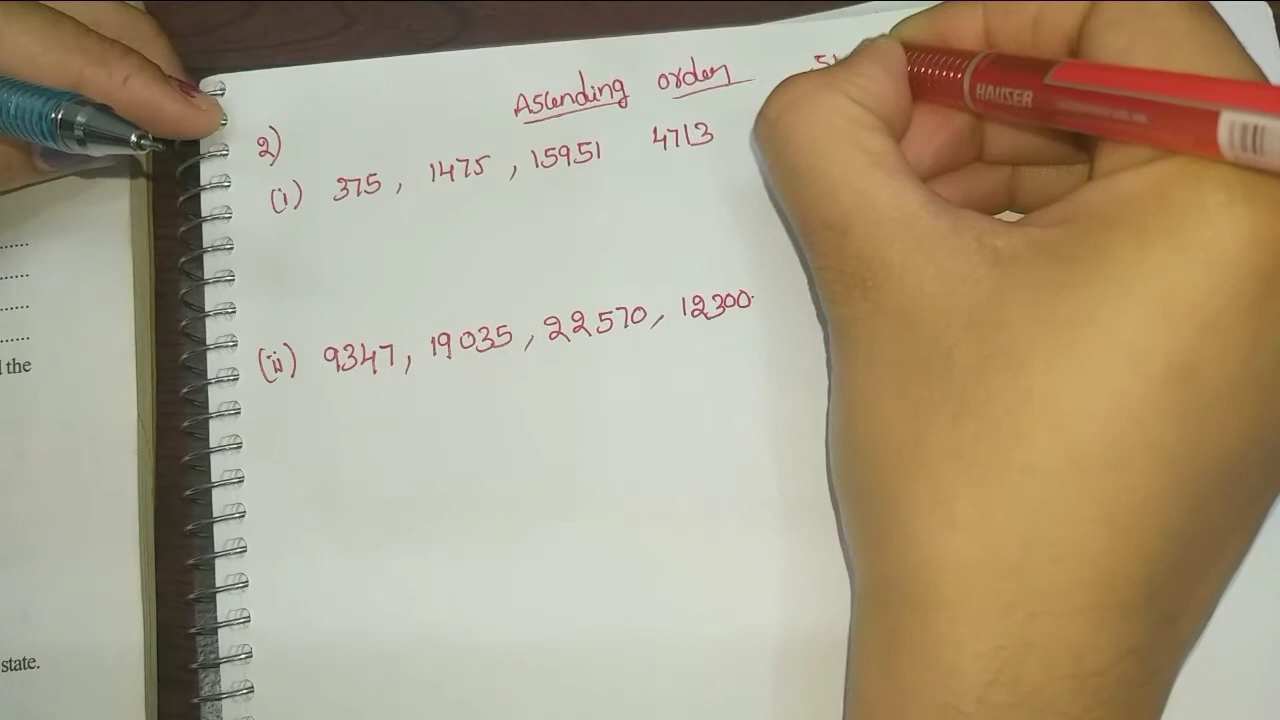 Ascending order
2)
(i) 375, 1475, 15951 4713
(ii) 9347, 19035, 22570, 12300.
HAUSER
the
state.